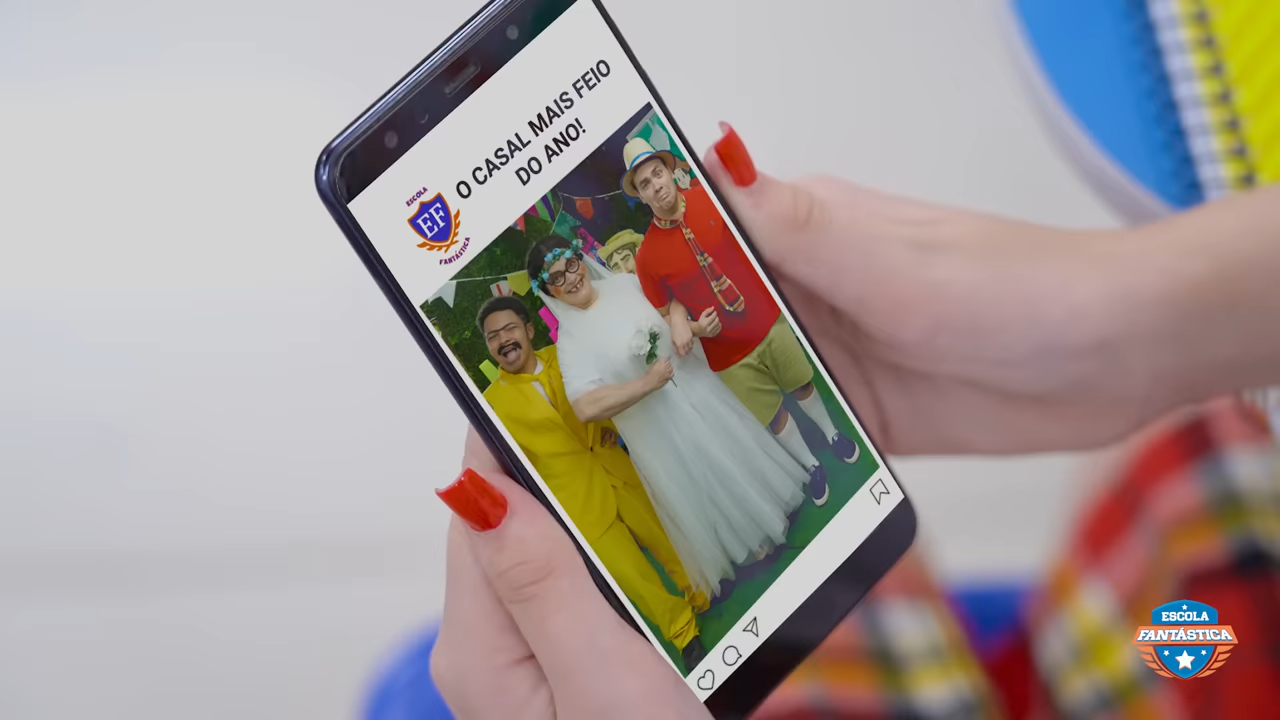 O CASAL MAIS FEIO
DO ANO!
ESCOLA
EF
FANTÁSTICA
ESCOLA
FANTÁSTICA